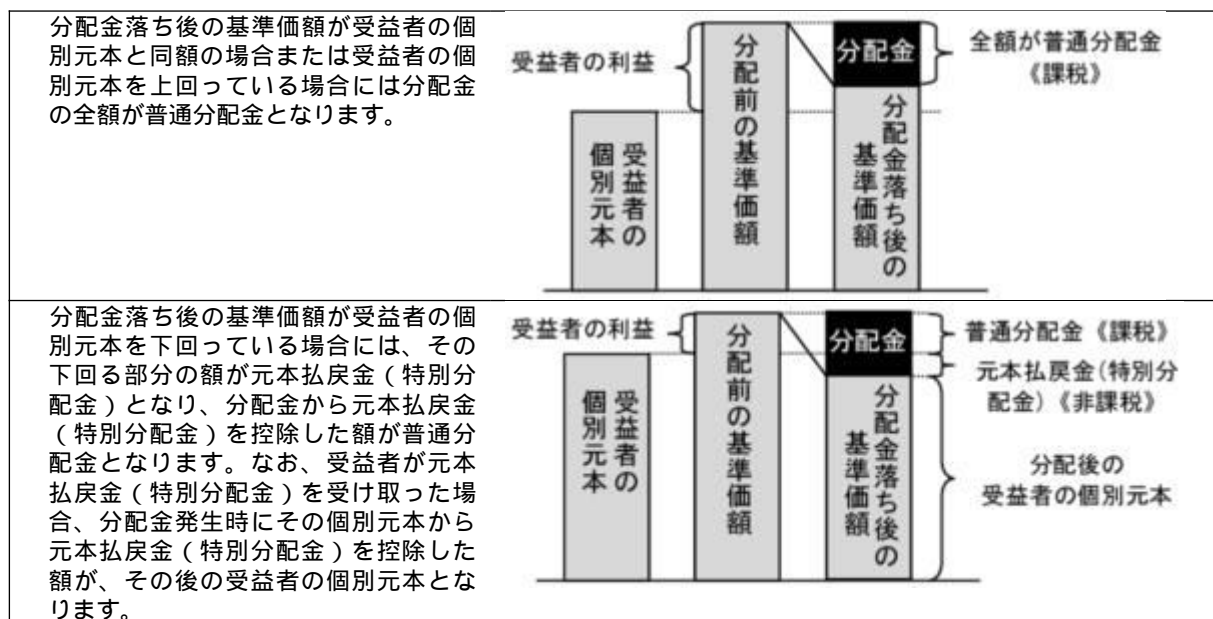 分配金落ち後の基準価額が受益者の個
別元本と同額の場合または受益者の個
別元本を上回っている場合には分配金
の全額が普通分配金となります。
受益者の利益
受益者の
個別元本
分配前の基準価額
分配金
分配金落ち後の
基準価額
全額が普通分配金
《課税》
分配金落ち後の基準価額が受益者の個
別元本を下回っている場合には、その
下回る部分の額が元本払戻金（特別分
配金）となり、分配金から元本払戻金
（特別分配金）を控除した額が普通分
配金となります。なお、受益者が元本
払戻金（特別分配金）を受け取った場
合、分配金発生時にその個別元本から
元本払戻金（特別分配金）を控除した
額が、その後の受益者の個別元本とな
ります。
受益者の利益
受益者の
個別元本
分配前の基準価額
分配金
分配金落ち後の
基準価額
普通分配金《課税》
元本払戻金(特別分
配金)《非課税》
分配後の
受益者の個別元本